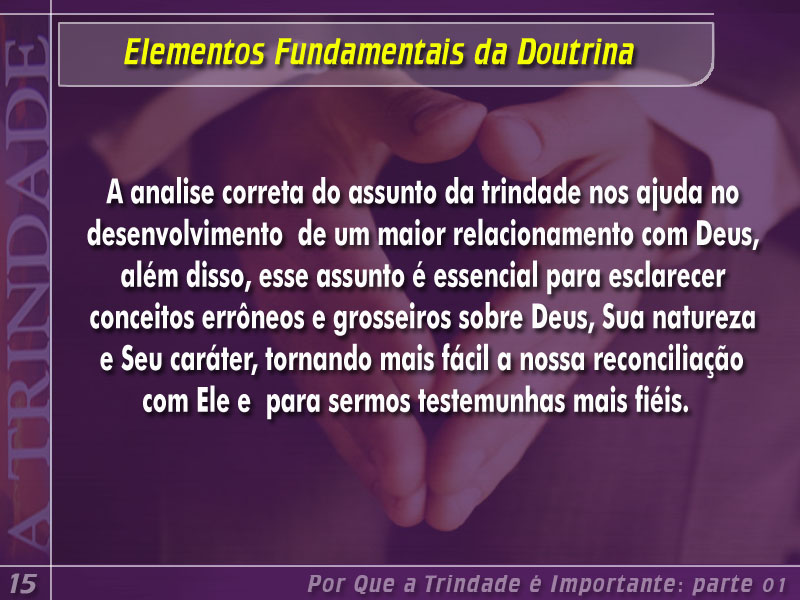 Elementos Fundamentais da Doutrina
A analise correta do assunto da trindade nos ajuda no
desenvolvimento de um maior relacionamento com Deus,
além disso, esse assunto é essencial para esclarecer
conceitos errôneos e grosseiros sobre Deus, Sua natureza
e Seu caráter, tornando mais fácil a nossa reconciliação
com Ele e para sermos testemunhas mais fiéis.
A TRINDADE
15
Por Que a Trindade é Importante: parte 01